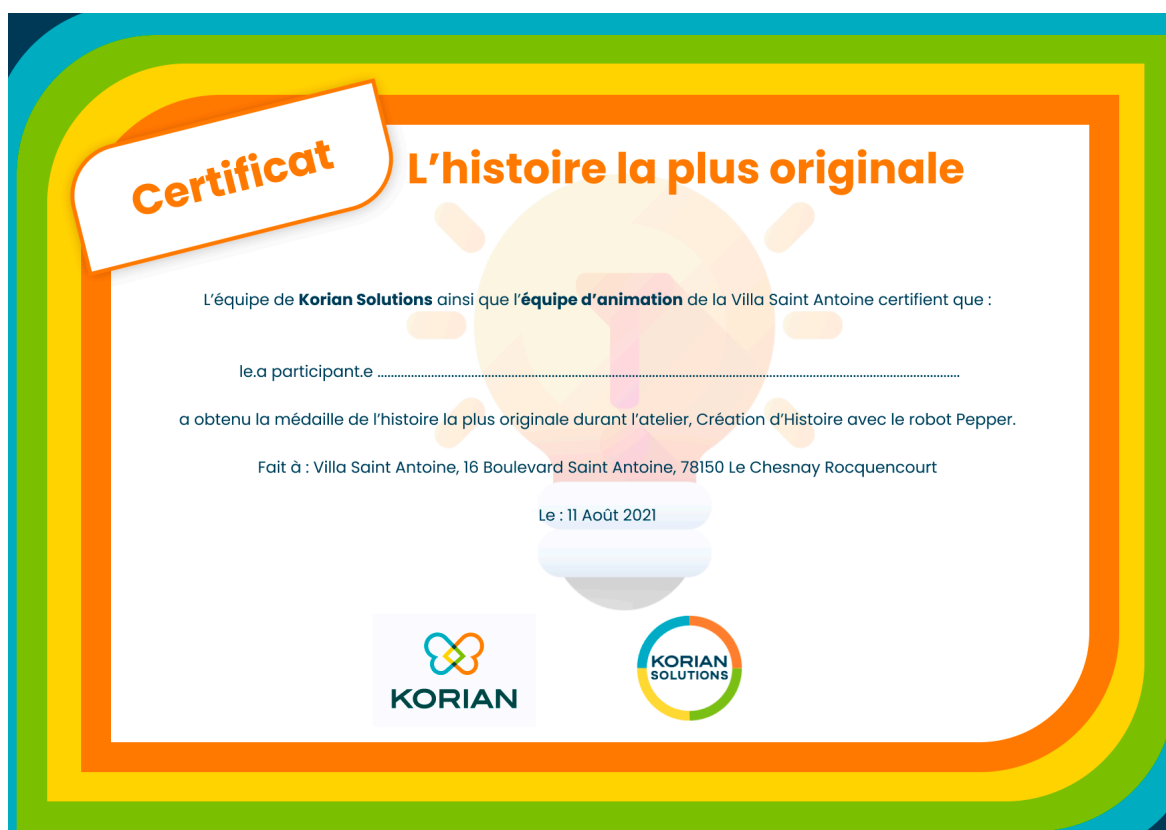 Certificat
L'histoire la plus originale
L'équipe de Korian Solutions ainsi que l'équipe d'animation de la Villa Saint Antoine certifient que :
le.a participant.e ........................................................................................................................................................................
a obtenu la médaille de l'histoire la plus originale durant l'atelier, Création d'Histoire avec le robot Pepper.
Fait à : Villa Saint Antoine, 16 Boulevard Saint Antoine, 78150 Le Chesnay Rocquencourt
Le : 11 Août 2021
KORIAN
KORIAN
SOLUTIONS